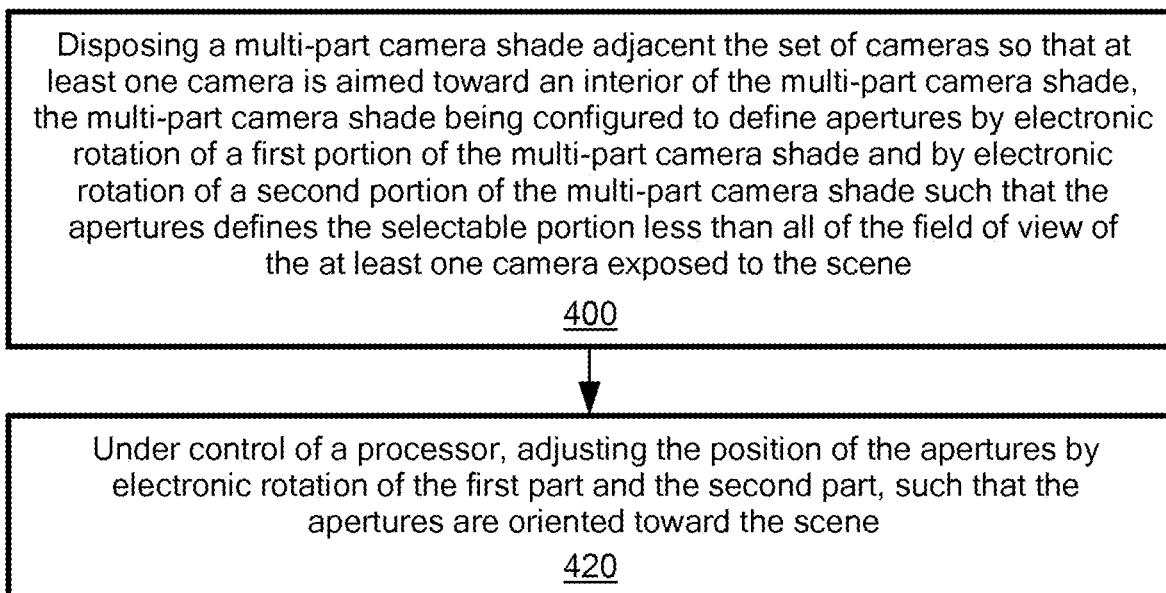 Disposing a multi-part camera shade adjacent the set of cameras so that at
least one camera is aimed toward an interior of the multi-part camera shade,
the multi-part camera shade being configured to define apertures by electronic
rotation of a first portion of the multi-part camera shade and by electronic
rotation of a second portion of the multi-part camera shade such that the
apertures defines the selectable portion less than all of the field of view of
the at least one camera exposed to the scene
400
Under control of a processor, adjusting the position of the apertures by
electronic rotation of the first part and the second part, such that the
apertures are oriented toward the scene
420